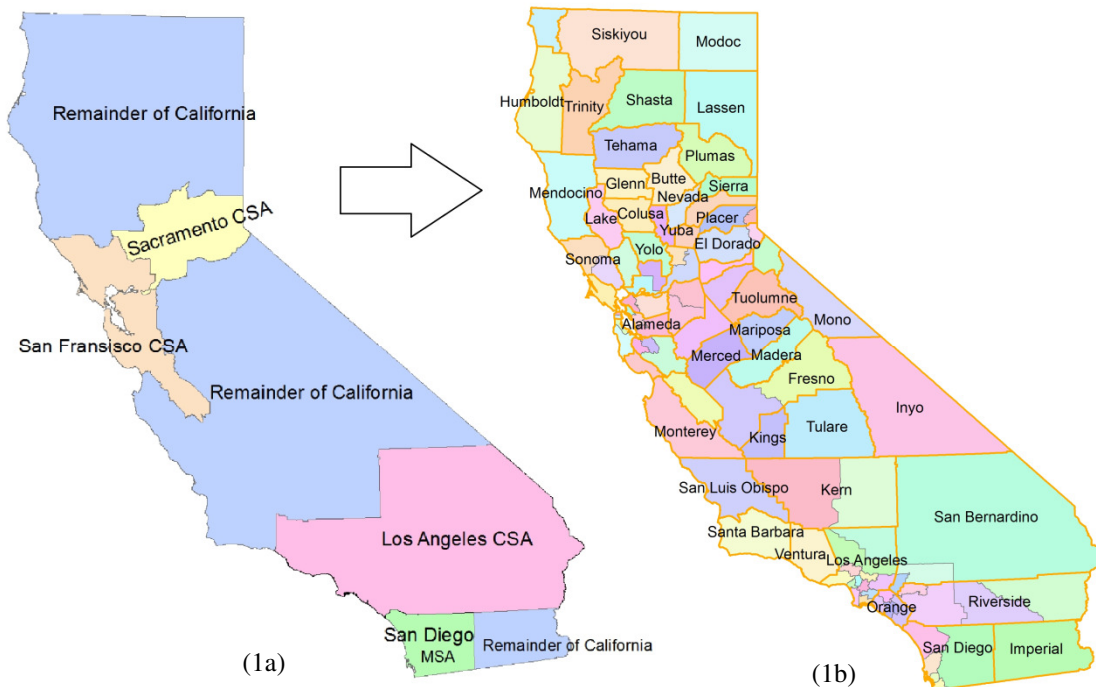 Remainder of California
Sacramento CSA
San Fransisco CSA
Remainder of California
Los Angeles CSA
San Diego
MSA
Remainder of California
(1a)
Siskiyou
Modoc
Humboldt
Trinity
Shasta
Lassen
Tehama
Plumas
Mendocino
Glenn
Butte
Sierra
Nevada
Lake
Colusa
Yuba
Placer
Sonoma
Yolo
El Dorado
Tuolumne
Mono
Alameda
Mariposa
Merced
Madera
Fresno
Inyo
Monterey
Kings
Tulare
San Luis Obispo
Kern
San Bernardino
Santa Barbara
Ventura
Los Angeles
Orange
Riverside
San Diego
Imperial
(1b)